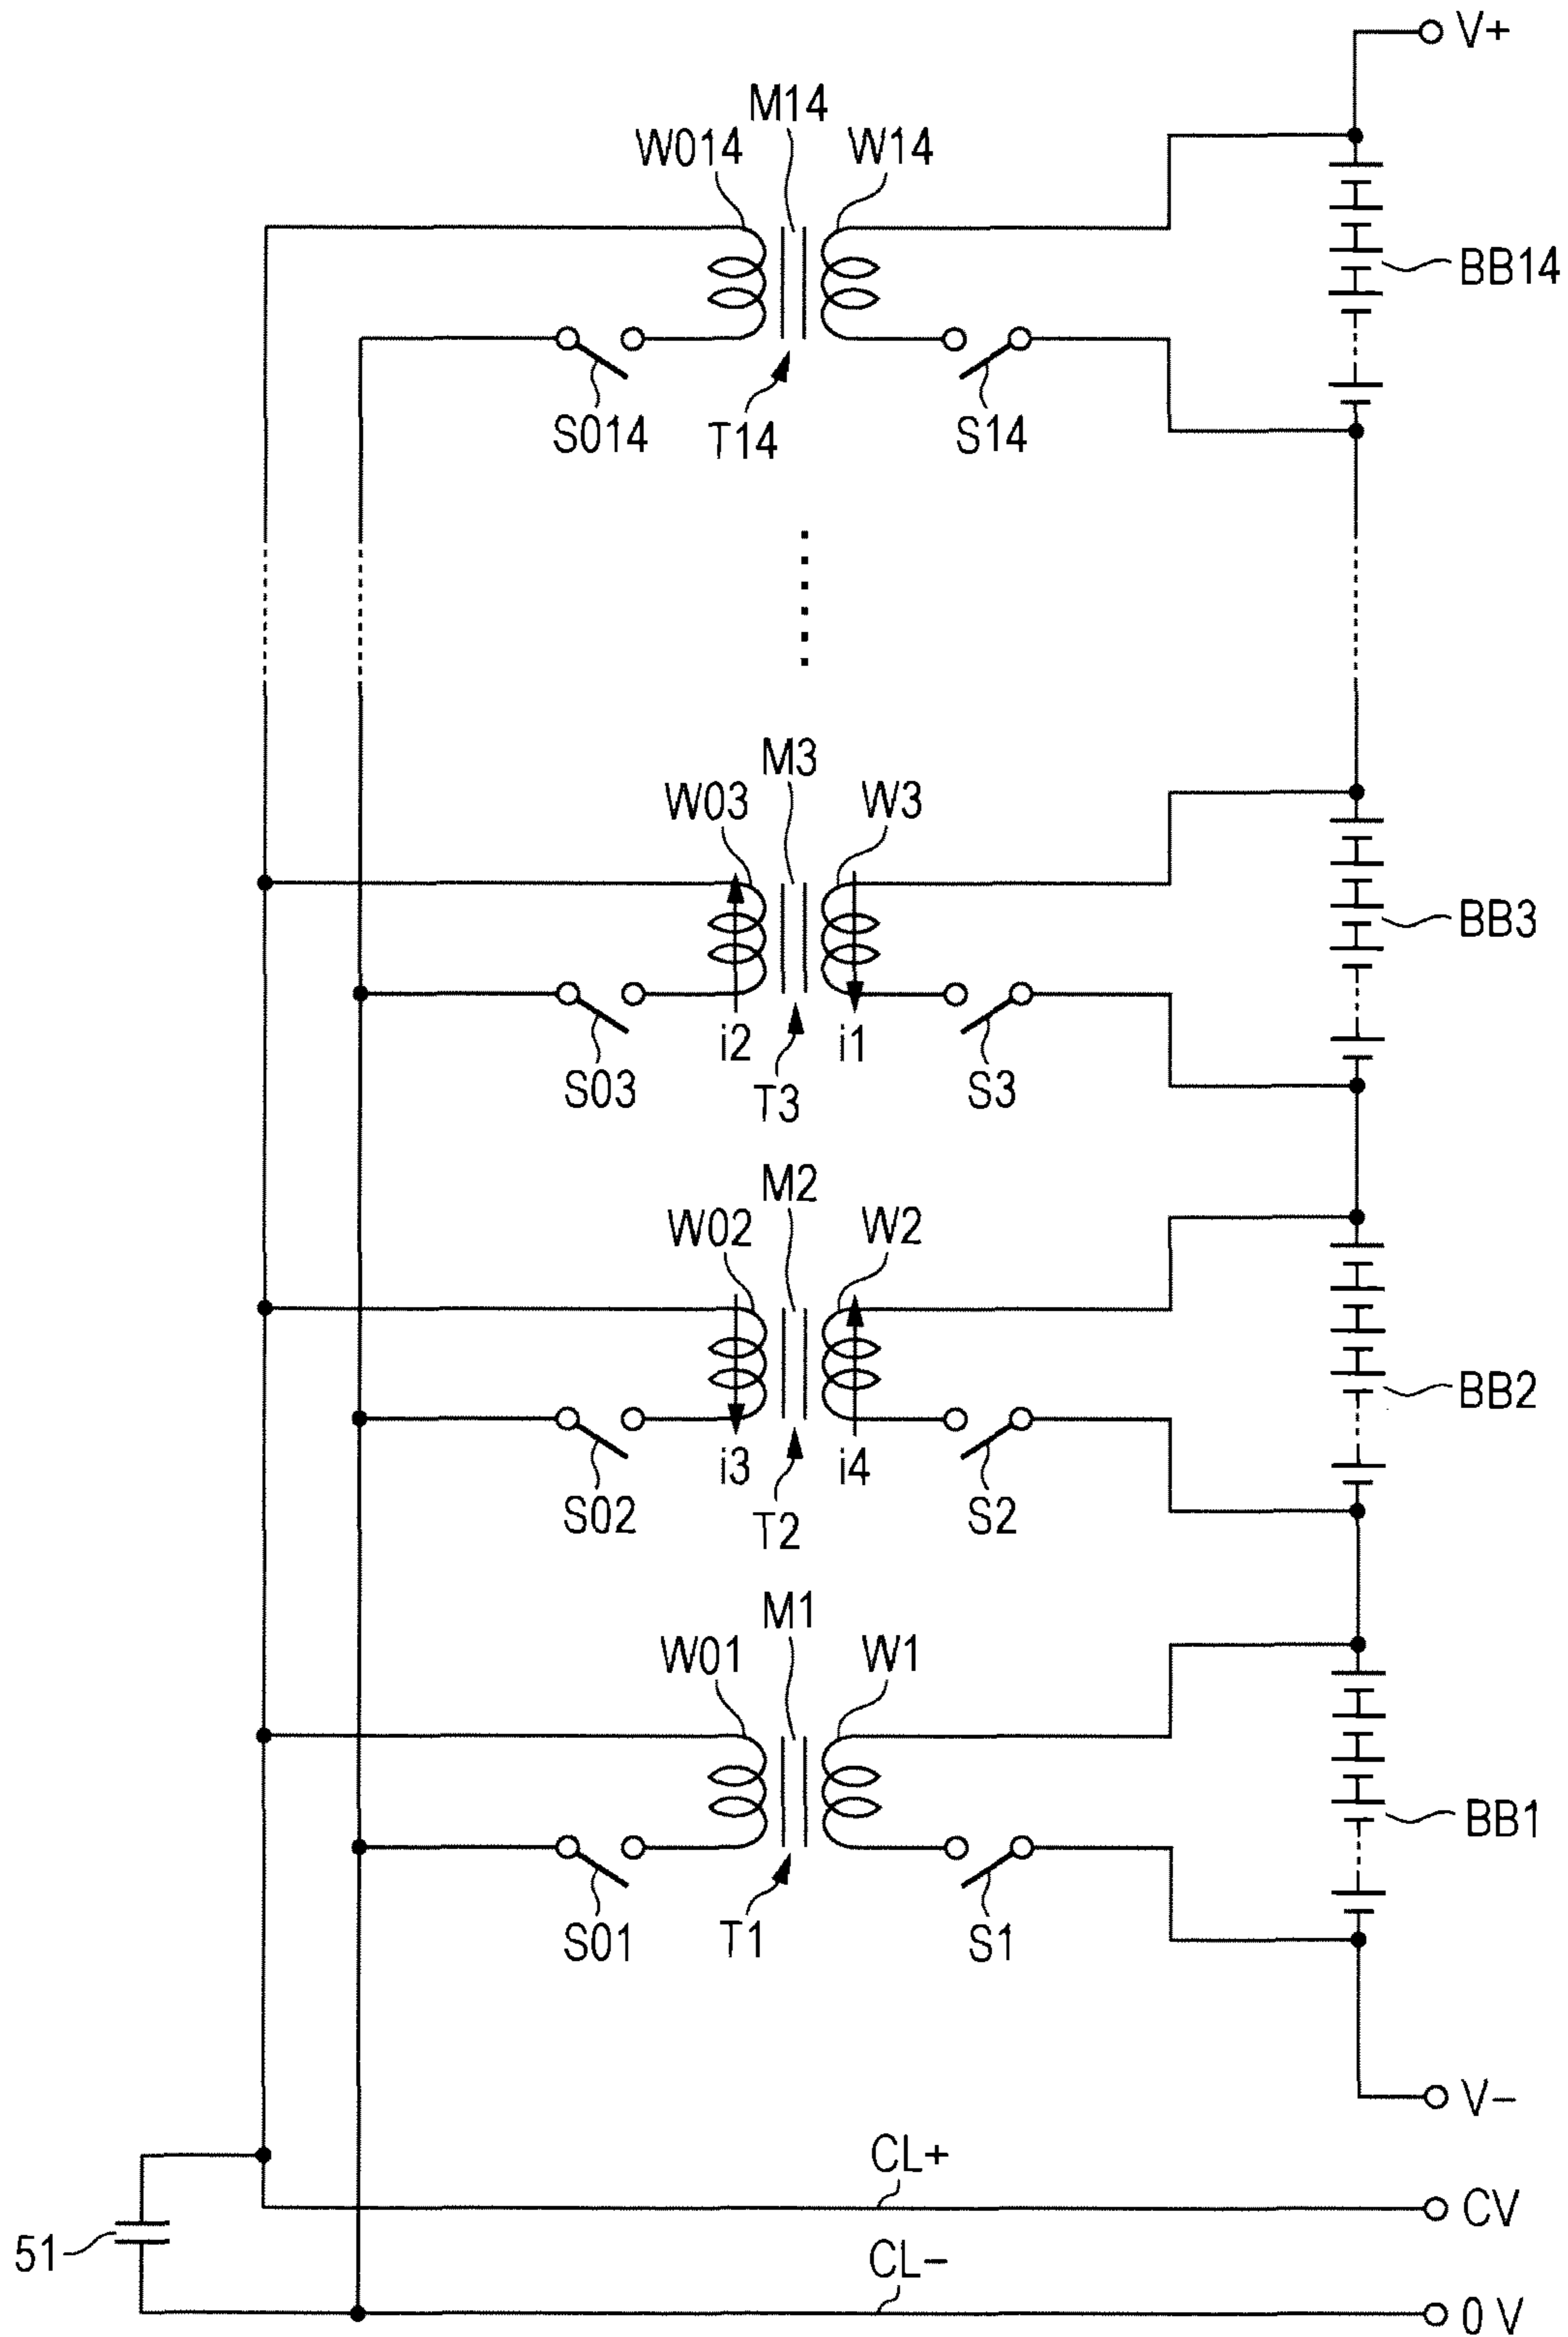 V+
M14
W014 W14
BB14
S014 T14 S14
M3
W03 W3
BB3
i2 i1
S03 T3 S3
M2
W02 W2
BB2
i3 i4
S02 T2 S2
M1
W01 W1
BB1
S01 T1 S1
V−
CL+
CV
51
CL−
0 V